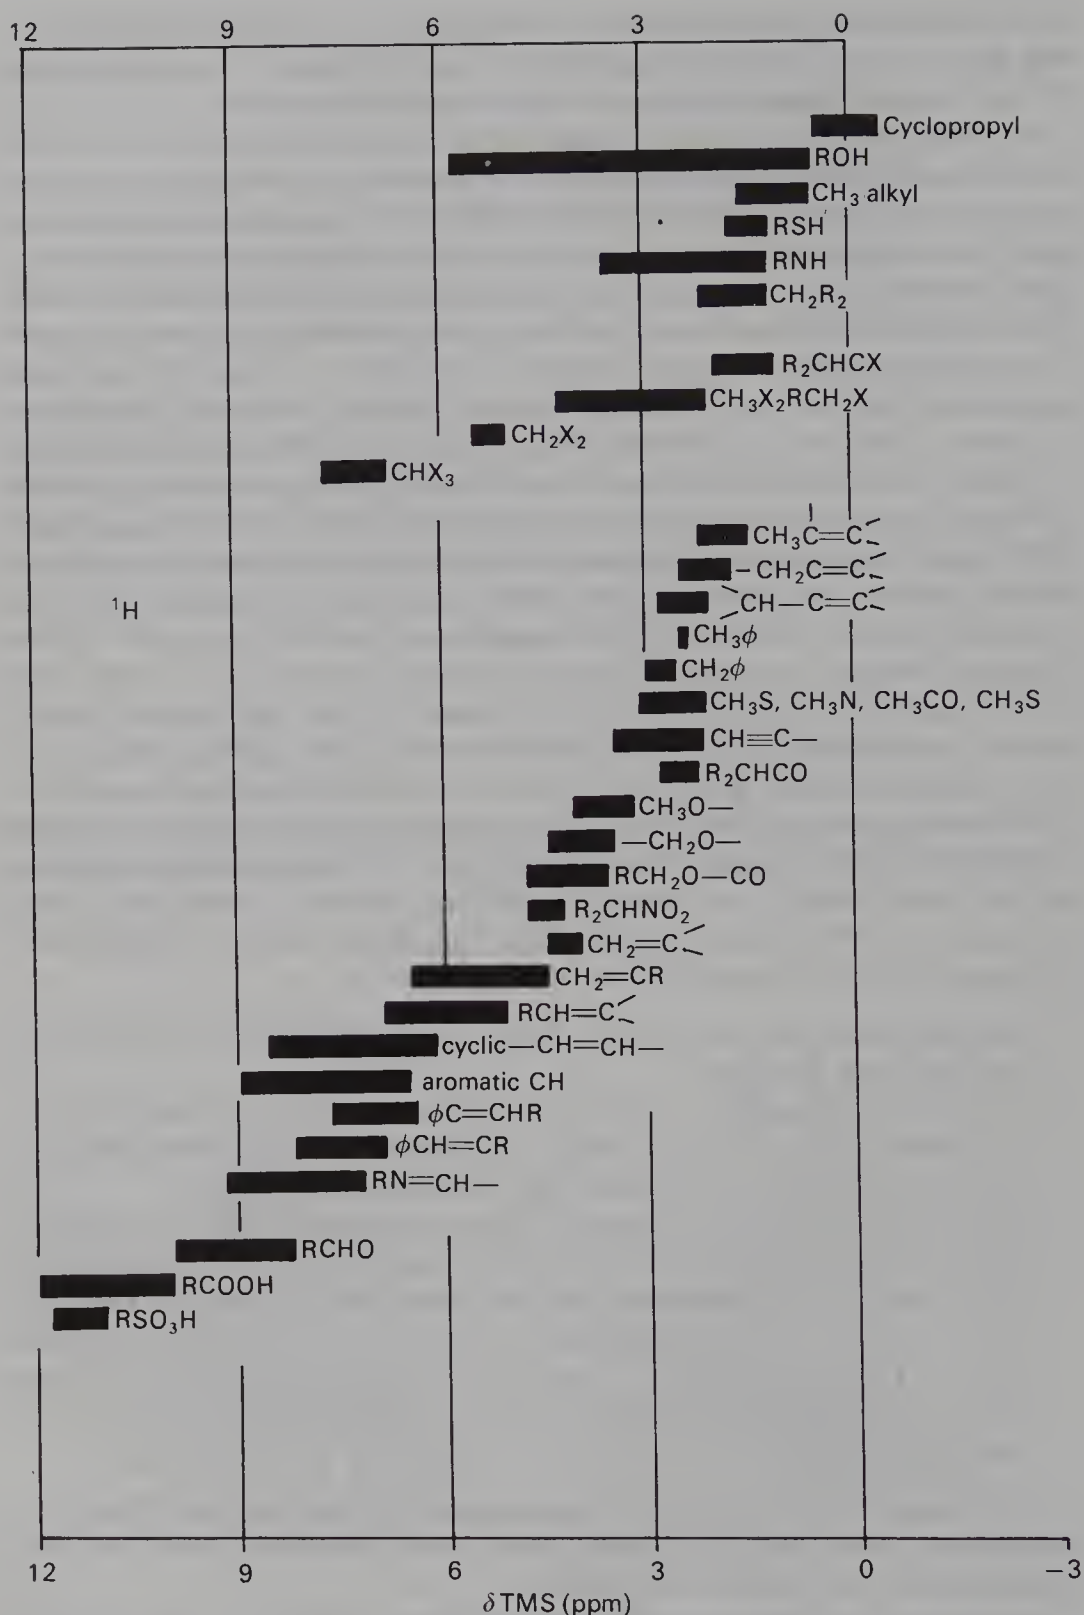 12 9 6 3 0
Cyclopropyl
ROH
CH₃ alkyl
RSH
RNH
CH₂R₂
R₂CHCX
CH₃X₂RCH₂X
CH₂X₂
CHX₃
CH₃C=C
—CH₂C=C
¹H
CH—C=C
CH₃ϕ
CH₂ϕ
CH₃S, CH₃N, CH₃CO, CH₃S
CH≡C—
R₂CHCO
CH₃O—
—CH₂O—
RCH₂O—CO
R₂CHNO₂
CH₂=C
CH₂=CR
RCH=C
cyclic—CH=CH—
aromatic CH
ϕC=CHR
ϕCH=CR
RN=CH—
RCHO
RCOOH
RSO₃H
12 9 6 3 0 −3
δTMS (ppm)